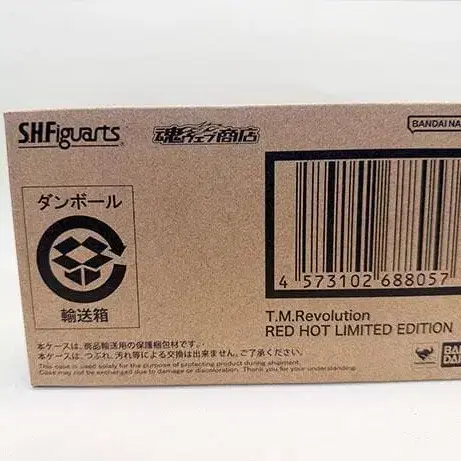 S.H.Figuarts
魂ウェブ商店
BANDAI NA
ダンボール
輸送箱
4 573102 688057
T.M.Revolution
RED HOT LIMITED EDITION
本ケースは、商品輸送用の保護梱包材です。
本ケースは、つぶれ、汚れ等による交換は出来ません。ご了承ください。
This case is used solely for the purpose of protecting product during shipment.
Case may not be exchanged due to damage or discoloration. Thank you for your understanding.
BAN
DAI